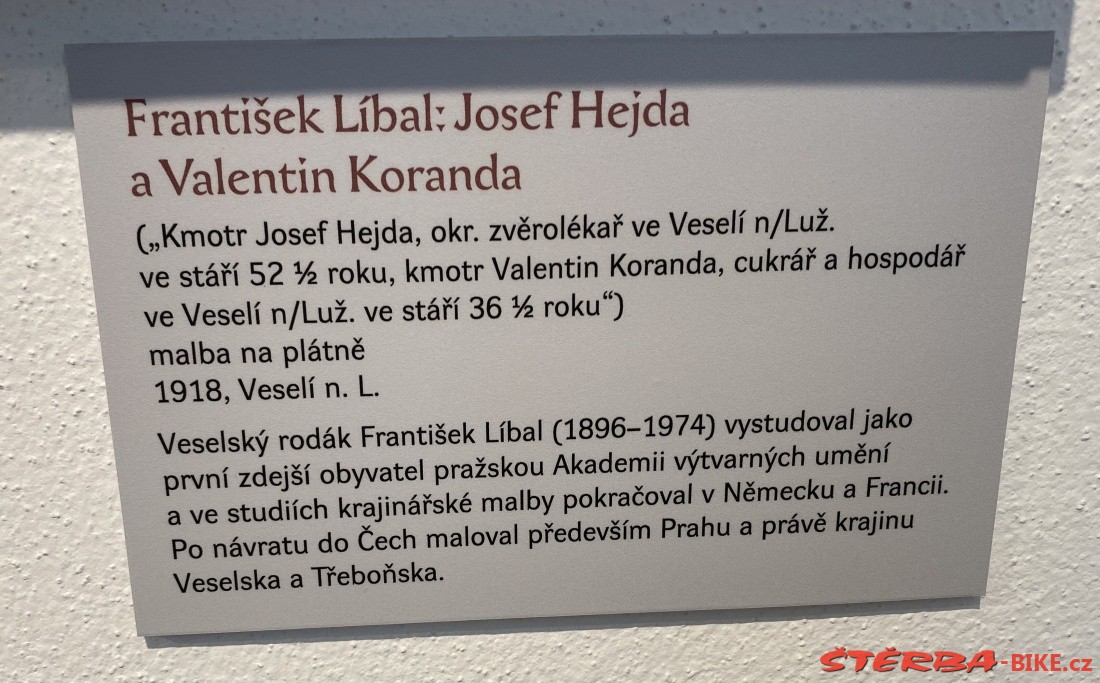 František Líbal: Josef Hejda
a Valentin Koranda
(„Kmotr Josef Hejda, okr. zvěrolékař ve Veselí n/Luž.
ve stáří 52 ½ roku, kmotr Valentin Koranda, cukrář a hospodář
ve Veselí n/Luž. ve stáří 36 ½ roku“)
malba na plátně
1918, Veselí n. L.
Veselský rodák František Líbal (1896–1974) vystudoval jako
první zdejší obyvatel pražskou Akademii výtvarných umění
a ve studiích krajinářské malby pokračoval v Německu a Francii.
Po návratu do Čech maloval především Prahu a právě krajinu
Veselska a Třeboňska.
ŠTĚRBA-BIKE.cz